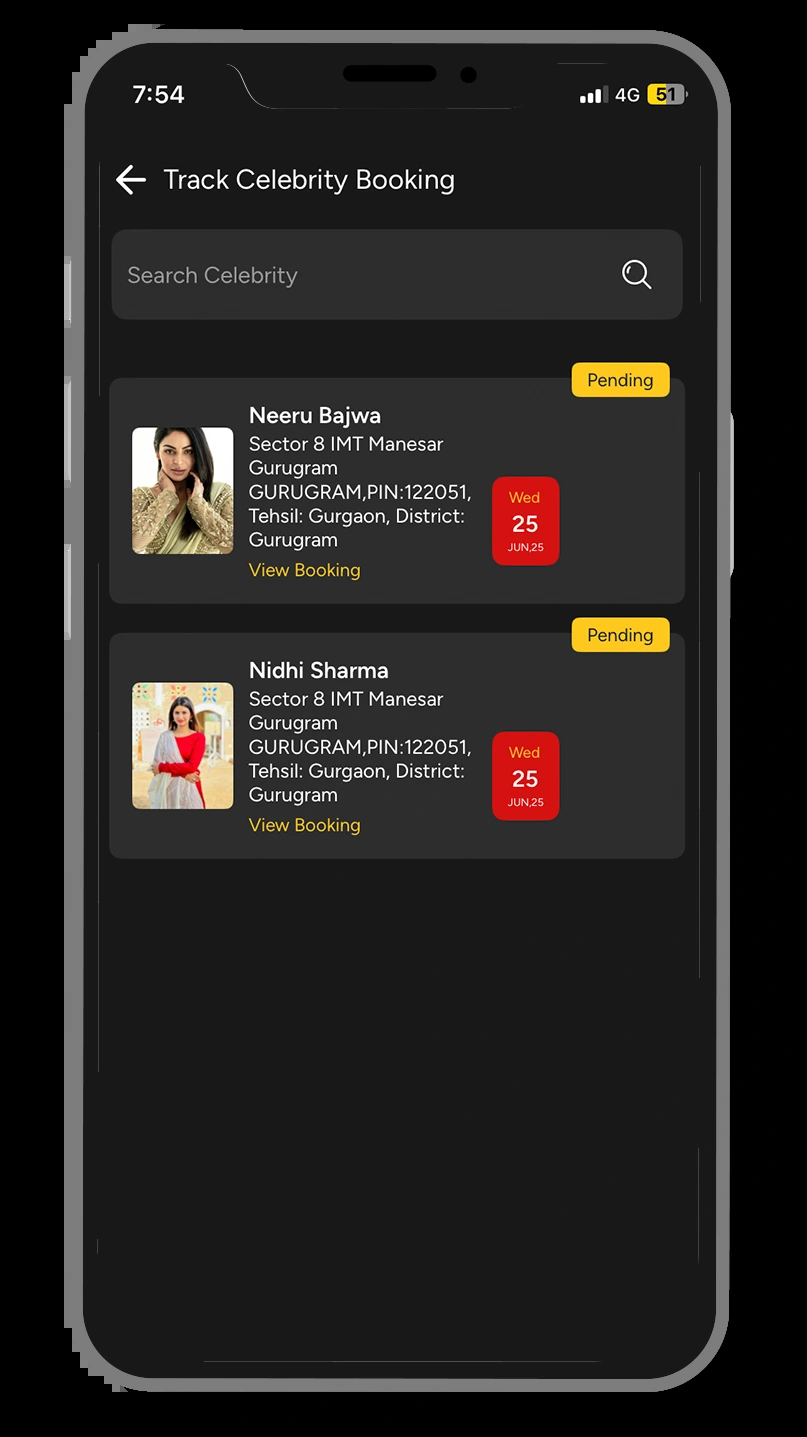 7:54
4G 51
Track Celebrity Booking
Search Celebrity
Pending
Neeru Bajwa
Sector 8 IMT Manesar
Gurugram
GURUGRAM,PIN:122051,
Tehsil: Gurgaon, District:
Gurugram
View Booking
Wed
25
JUN,25
Pending
Nidhi Sharma
Sector 8 IMT Manesar
Gurugram
GURUGRAM,PIN:122051,
Tehsil: Gurgaon, District:
Gurugram
View Booking
Wed
25
JUN,25